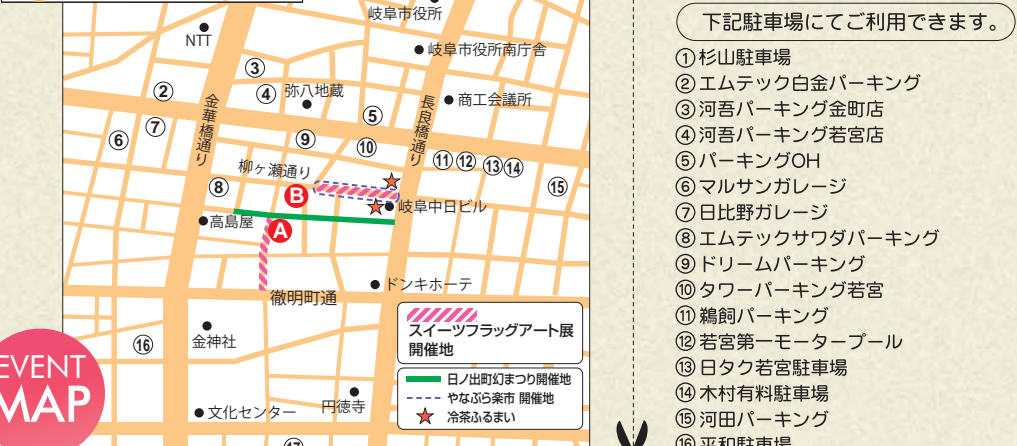 岐阜市役所
NTT
岐阜市役所南庁舎
③
②
④
弥八地蔵
商工会議所
金華橋通り
長良橋通り
⑤
⑦
⑥
⑨
⑩
⑪ ⑫ ⑬ ⑭
柳ヶ瀬通り
⑧
B
⑮
岐阜中日ビル
高島屋
A
ドンキホーテ
徹明町通
スイーツフラッグアート展
開催地
金神社
⑯
日ノ出町幻まつり開催地
やなぶら楽市 開催地
冷茶ふるまい
円徳寺
文化センター
⑰
EVENT
MAP
下記駐車場にてご利用できます。
①杉山駐車場
②エムテック白金パーキング
③河吾パーキング金町店
④河吾パーキング若宮店
⑤パーキングOH
⑥マルサンガレージ
⑦日比野ガレージ
⑧エムテックサワダパーキング
⑨ドリームパーキング
⑩タワーパーキング若宮
⑪鵜飼パーキング
⑫若宮第一モータープール
⑬日タク若宮駐車場
⑭木村有料駐車場
⑮河田パーキング
⑯平和駐車場